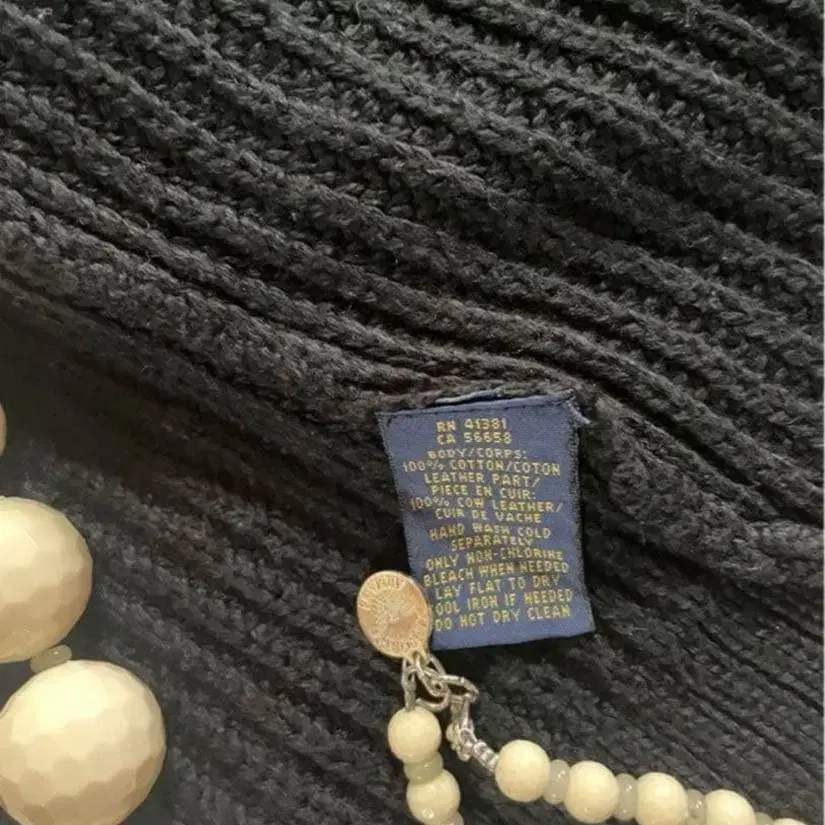 RN 41381
CA 56658
BODY/CORPS:
100% COTTON/COTON
LEATHER PART/
PIECE EN CUIR:
100% COW LEATHER/
CUIR DE VACHE
HAND WASH COLD
SEPARATELY
ONLY NON-CHLORINE
BLEACH WHEN NEEDED
LAY FLAT TO DRY
OOL IRON IF NEEDED
DO NOT DRY CLEAN